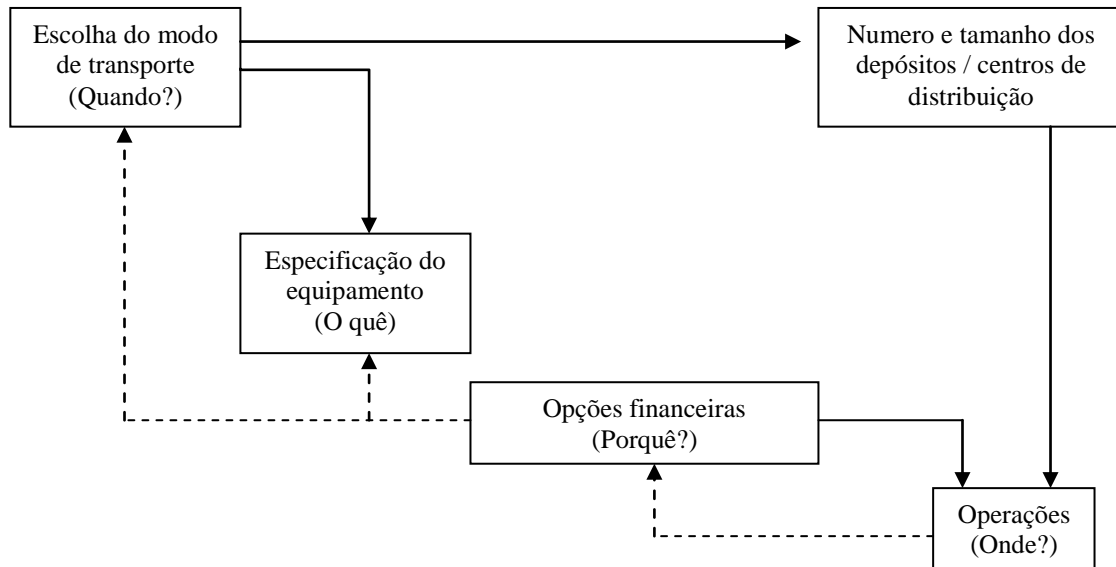 Escolha do modo
de transporte
(Quando?)
Numero e tamanho dos
depósitos / centros de
distribuição
Especificação do
equipamento
(O quê)
Opções financeiras
(Porquê?)
Operações
(Onde?)